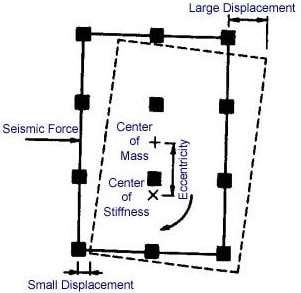 Large Displacement
Seismic Force
Center
of
Mass
Eccentricity
Center
of
Stiffness
Small Displacement